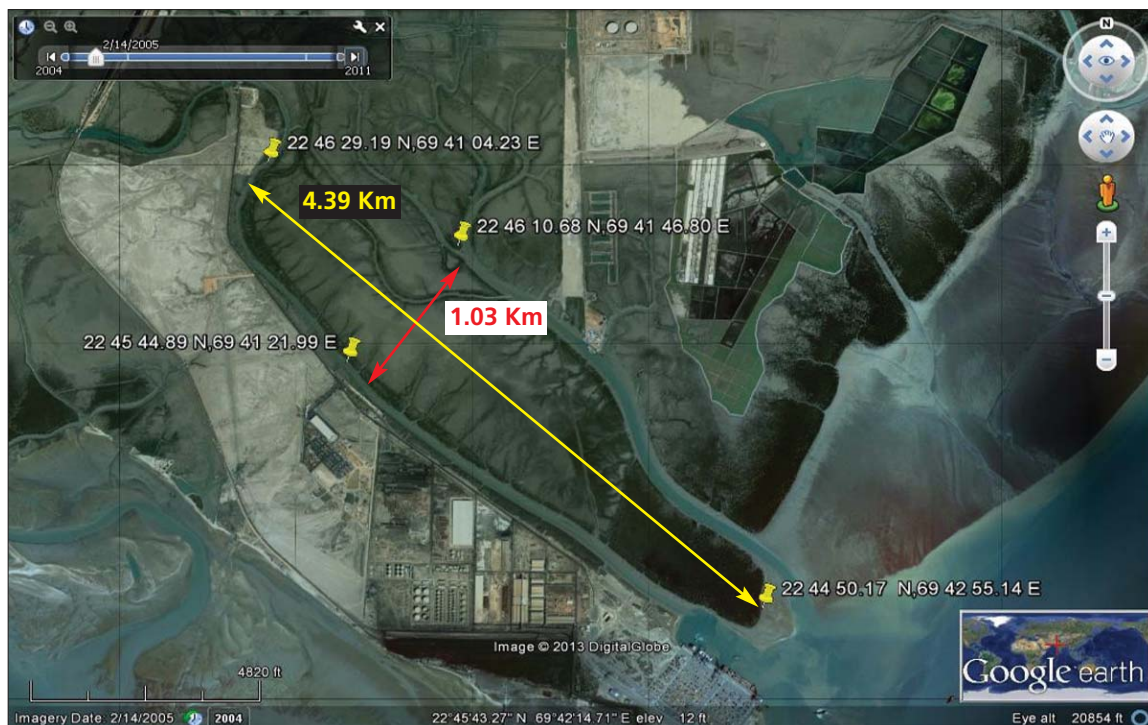 2/14/2005
2004
2011
N
22 46 29.19 N,69 41 04.23 E
4.39 Km
22 46 10.68 N,69 41 46.80 E
1.03 Km
22 45 44.89 N,69 41 21.99 E
22 44 50.17 N,69 42 55.14 E
Image © 2013 DigitalGlobe
4820 ft
Google earth
Imagery Date: 2/14/2005
2004
22°45'43.27" N 69°42'14.71" E elev 12 ft
Eye alt 20854 ft